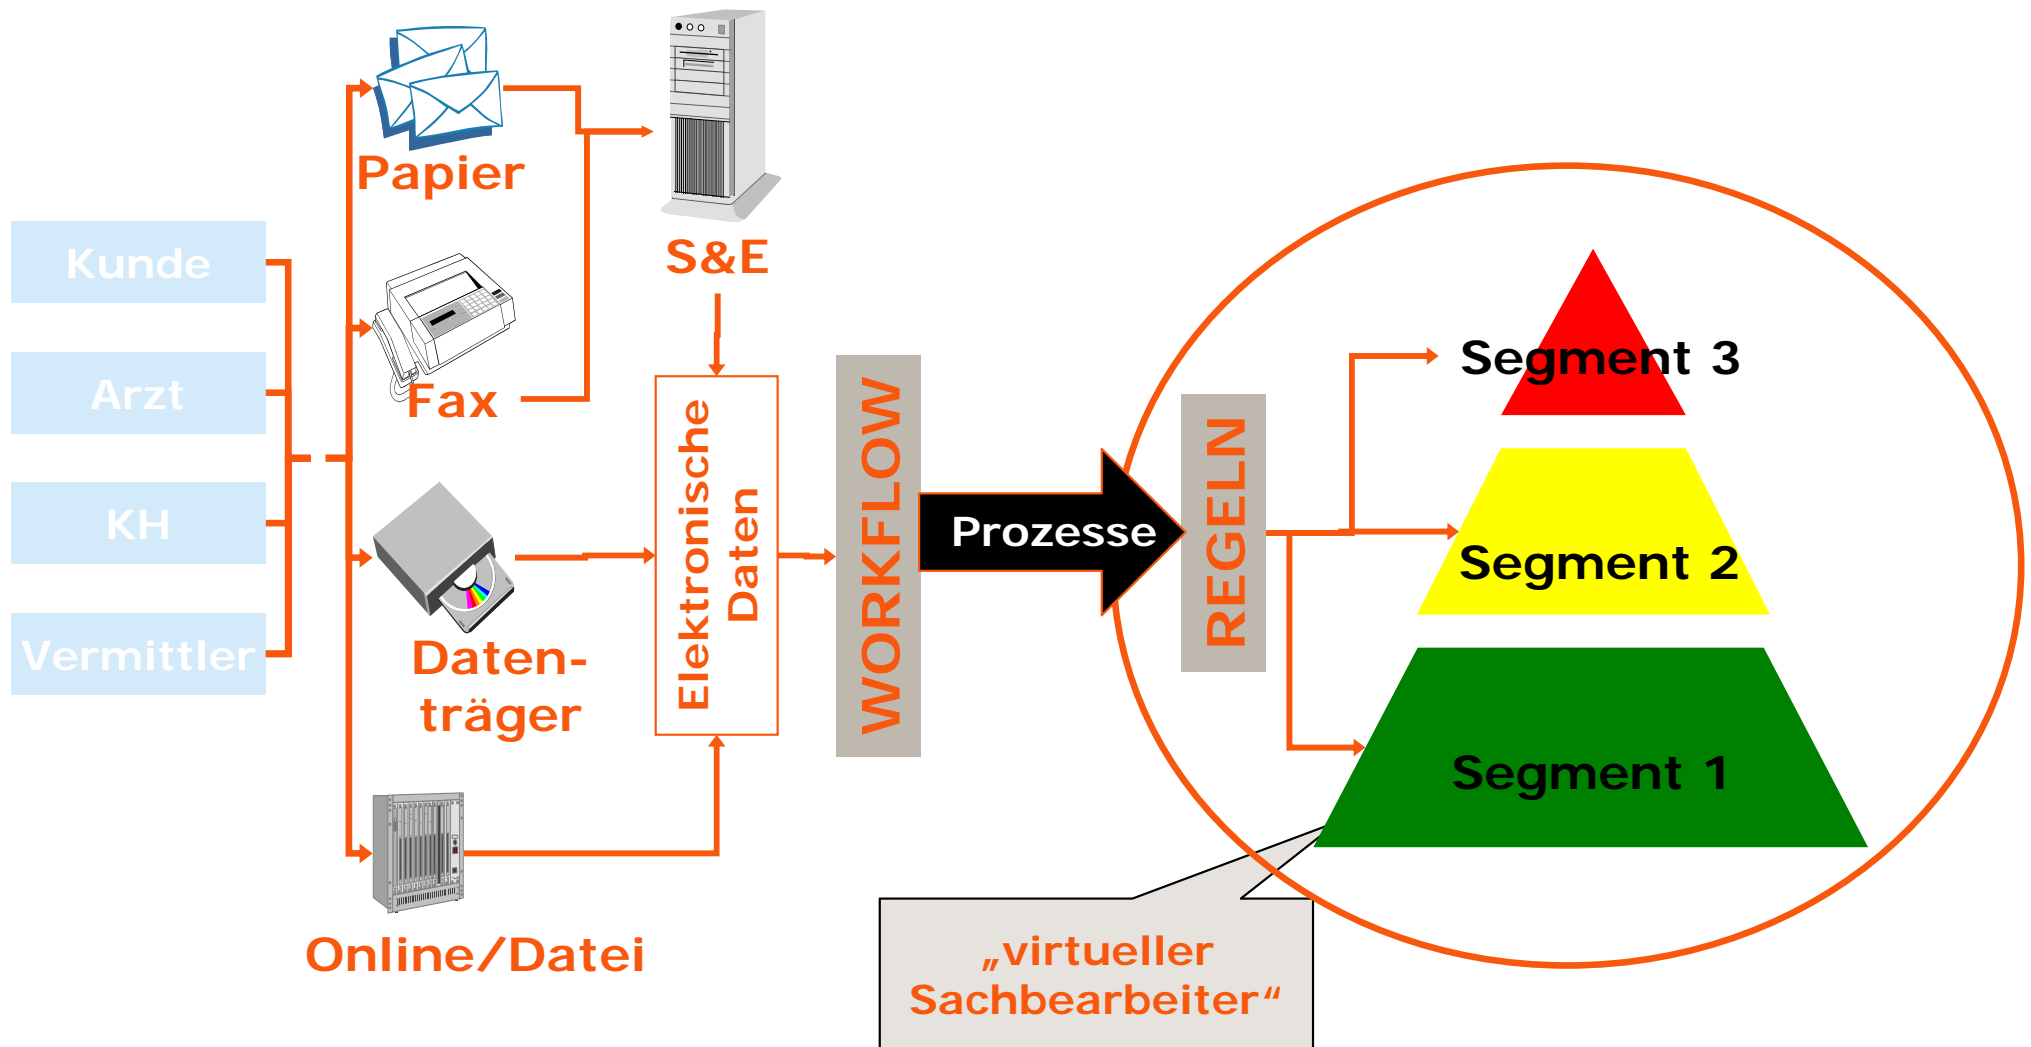 Kunde
Arzt
KH
Vermittler
Papier
Fax
Daten-
träger
Online/Datei
S&E
Elektronische
Daten
WORKFLOW
Prozesse
REGELN
Segment 3
Segment 2
Segment 1
„virtueller
Sachbearbeiter“